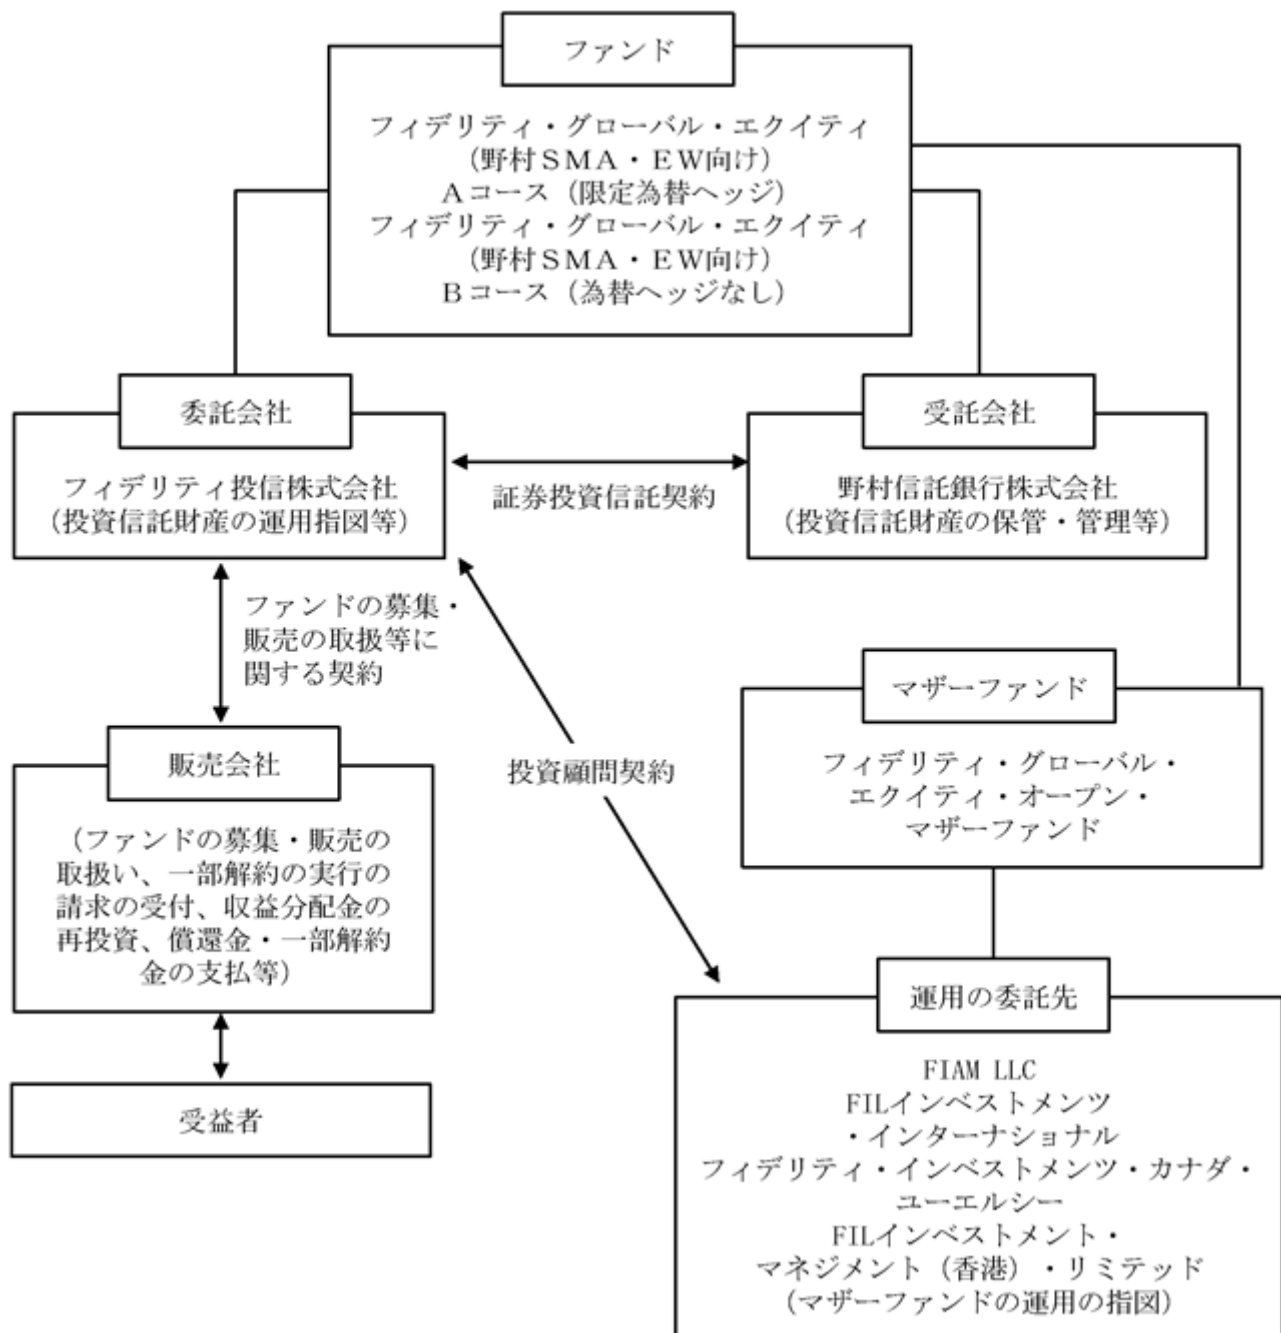 ファンド
フィデリティ・グローバル・エクイティ
（野村ＳＭＡ・ＥＷ向け）
Ａコース（限定為替ヘッジ）
フィデリティ・グローバル・エクイティ
（野村ＳＭＡ・ＥＷ向け）
Ｂコース（為替ヘッジなし）
委託会社
フィデリティ投信株式会社
（投資信託財産の運用指図等）
証券投資信託契約
受託会社
野村信託銀行株式会社
（投資信託財産の保管・管理等）
ファンドの募集・
販売の取扱等に
関する契約
投資顧問契約
マザーファンド
フィデリティ・グローバル・
エクイティ・オープン・
マザーファンド
販売会社
（ファンドの募集・販売の
取扱い、一部解約の実行の
請求の受付、収益分配金の
再投資、償還金・一部解約
金の支払等）
受益者
運用の委託先
FIAM LLC
FILインベストメンツ
・インターナショナル
フィデリティ・インベストメンツ・カナダ・
ユーエルシー
FILインベストメント・
マネジメント（香港）・リミテッド
（マザーファンドの運用の指図）